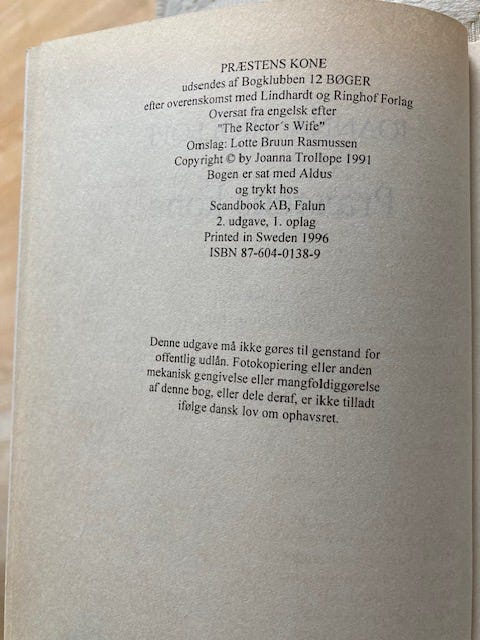 PRÆSTENS KONE
udsendes af Bogklubben 12 BØGER
efter overenskomst med Lindhardt og Ringhof Forlag
Oversat fra engelsk efter
"The Rector´s Wife"
Omslag: Lotte Bruun Rasmussen
Copyright © by Joanna Trollope 1991
Bogen er sat med Aldus
og trykt hos
Scandbook AB, Falun
2. udgave, 1. oplag
Printed in Sweden 1996
ISBN 87-604-0138-9
Denne udgave må ikke gøres til genstand for
offentlig udlån. Fotokopiering eller anden
mekanisk gengivelse eller mangfoldiggørelse
af denne bog, eller dele deraf, er ikke tilladt
ifølge dansk lov om ophavsret.